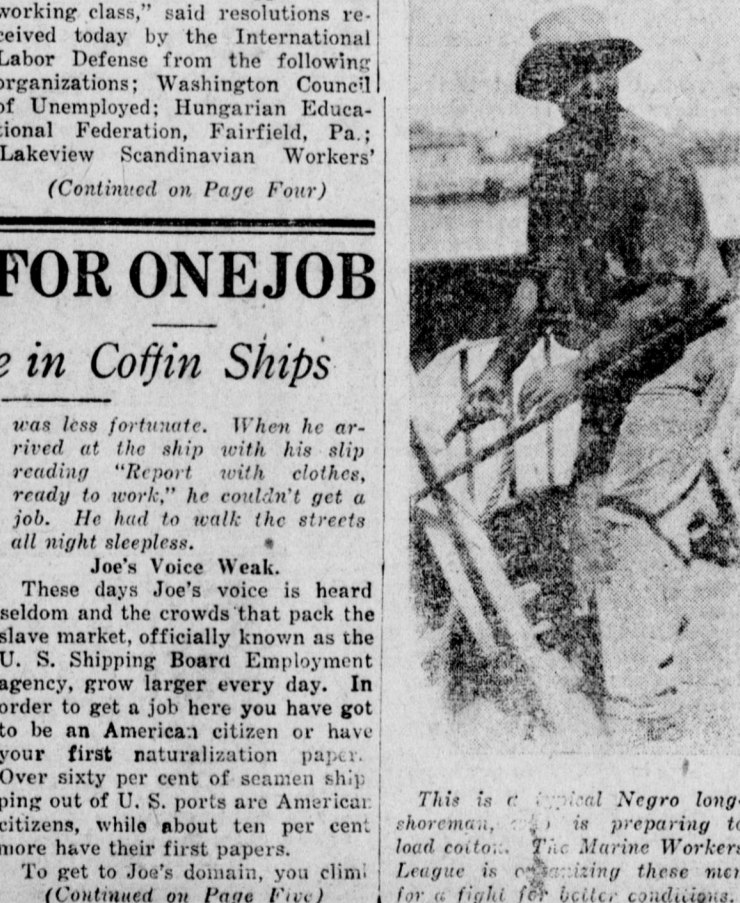 working class," said resolutions re-
ceived today by the International
Labor Defense from the following
organizations; Washington Council
of Unemployed; Hungarian Educa-
tional Federation, Fairfield, Pa.;
Lakeview Scandinavian Workers'
(Continued on Page Four)
FOR ONE JOB
e in Coffin Ships
was less fortunate. When he ar-
rived at the ship with his slip
reading "Report with clothes,
ready to work," he couldn't get a
job. He had to walk the streets
all night sleepless.
Joe's Voice Weak.
These days Joe's voice is heard
seldom and the crowds that pack the
slave market, officially known as the
U. S. Shipping Board Employment
agency, grow larger every day. In
order to get a job here you have got
to be an American citizen or have
your first naturalization paper.
Over sixty per cent of seamen ship
ping out of U. S. ports are American
citizens, while about ten per cent
more have their first papers.
To get to Joe's domain, you climb
(Continued on Page Five)
This is a typical Negro long-
shoreman, who is preparing to
load cotton. The Marine Workers
League is organizing these men
for a fight for better conditions.